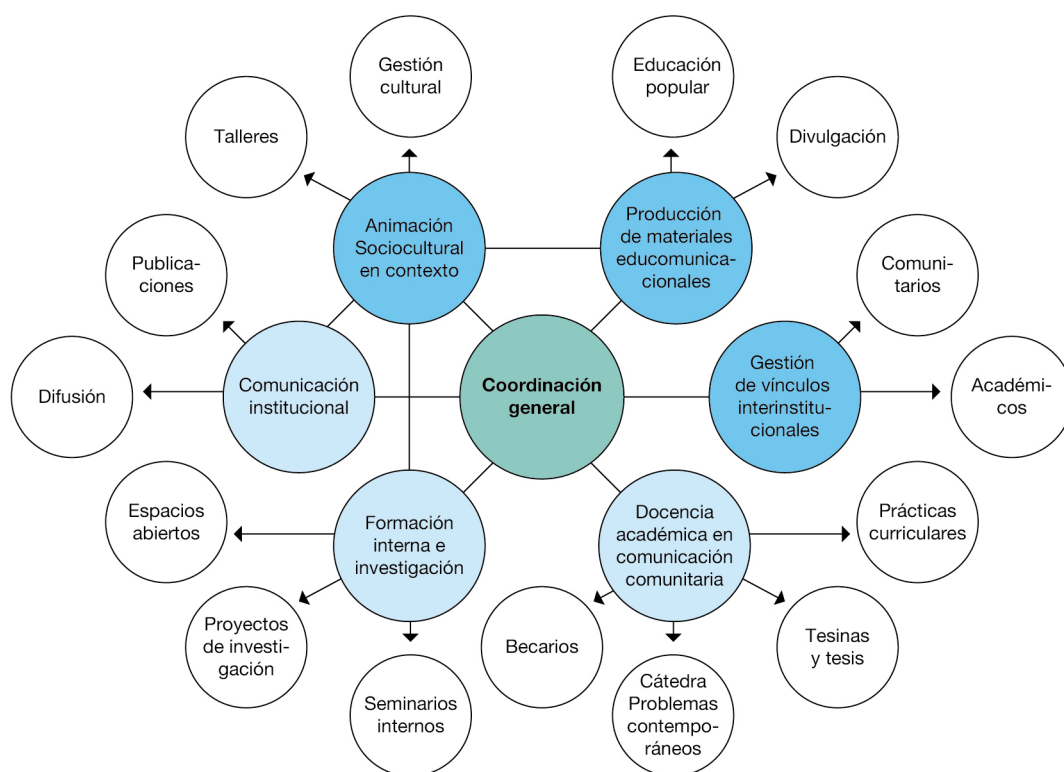 Gestión
cultural
Educación
popular
Talleres
Divulgación
Animación
Sociocultural
en contexto
Producción
de materiales
educomunica-
cionales
Publica-
ciones
Comuni-
tarios
Difusión
Comunicación
institucional
Coordinación
general
Gestión
de vínculos
interinstitu-
cionales
Académi-
cos
Espacios
abiertos
Formación
interna e
investigación
Docencia
académica en
comunicación
comunitaria
Prácticas
curriculares
Proyectos
de investi-
gación
Seminarios
internos
Becarios
Cátedra
Problemas
contempo-
ráneos
Tesinas
y tesis